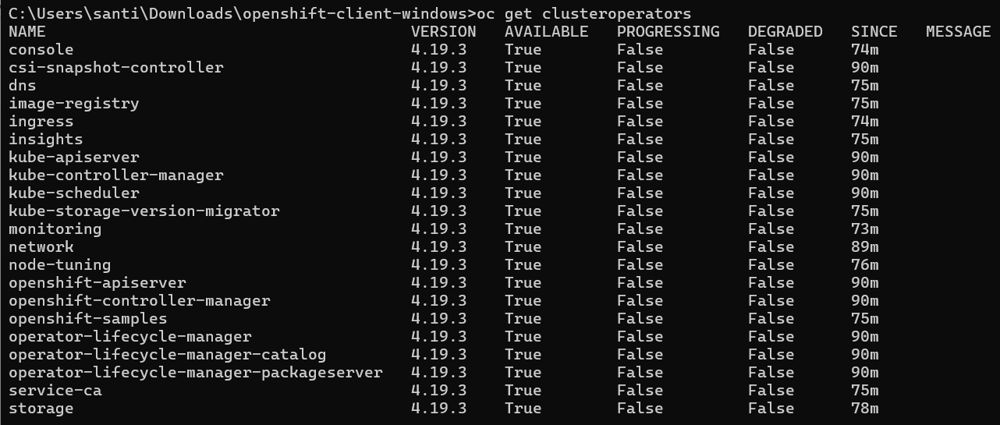 C:\Users\santi\Downloads\openshift-client-windows>oc get clusteroperators
NAME VERSION AVAILABLE PROGRESSING DEGRADED SINCE MESSAGE
console 4.19.3 True False False 74m
csi-snapshot-controller 4.19.3 True False False 90m
dns 4.19.3 True False False 75m
image-registry 4.19.3 True False False 75m
ingress 4.19.3 True False False 74m
insights 4.19.3 True False False 75m
kube-apiserver 4.19.3 True False False 90m
kube-controller-manager 4.19.3 True False False 90m
kube-scheduler 4.19.3 True False False 90m
kube-storage-version-migrator 4.19.3 True False False 75m
monitoring 4.19.3 True False False 73m
network 4.19.3 True False False 89m
node-tuning 4.19.3 True False False 76m
openshift-apiserver 4.19.3 True False False 90m
openshift-controller-manager 4.19.3 True False False 90m
openshift-samples 4.19.3 True False False 75m
operator-lifecycle-manager 4.19.3 True False False 90m
operator-lifecycle-manager-catalog 4.19.3 True False False 90m
operator-lifecycle-manager-packageserver 4.19.3 True False False 90m
service-ca 4.19.3 True False False 75m
storage 4.19.3 True False False 78m